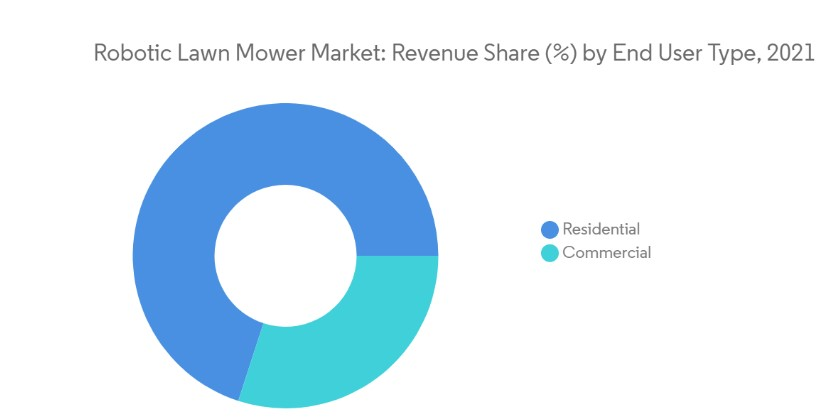 Robotic Lawn Mower Market: Revenue Share (%) by End User Type, 2021
Residential
Commercial